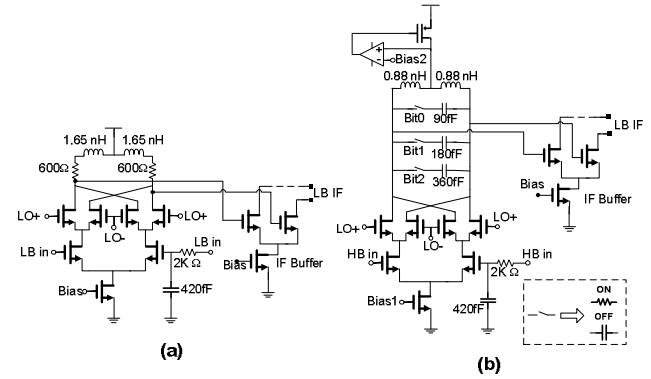 Bias2
0.88 nH 0.88 nH
Bit0 90fF
Bit1 180fF
Bit2 360fF
LB IF
Bias
IF Buffer
LO+ LO+
LO-
HB in HB in
2K Ω
Bias1 420fF
ON
OFF
(b)
1.65 nH 1.65 nH
600Ω 600Ω
LB IF
LO+ LO+
LO-
LB in LB in
Bias IF Buffer
2K Ω
Bias 420fF
(a)